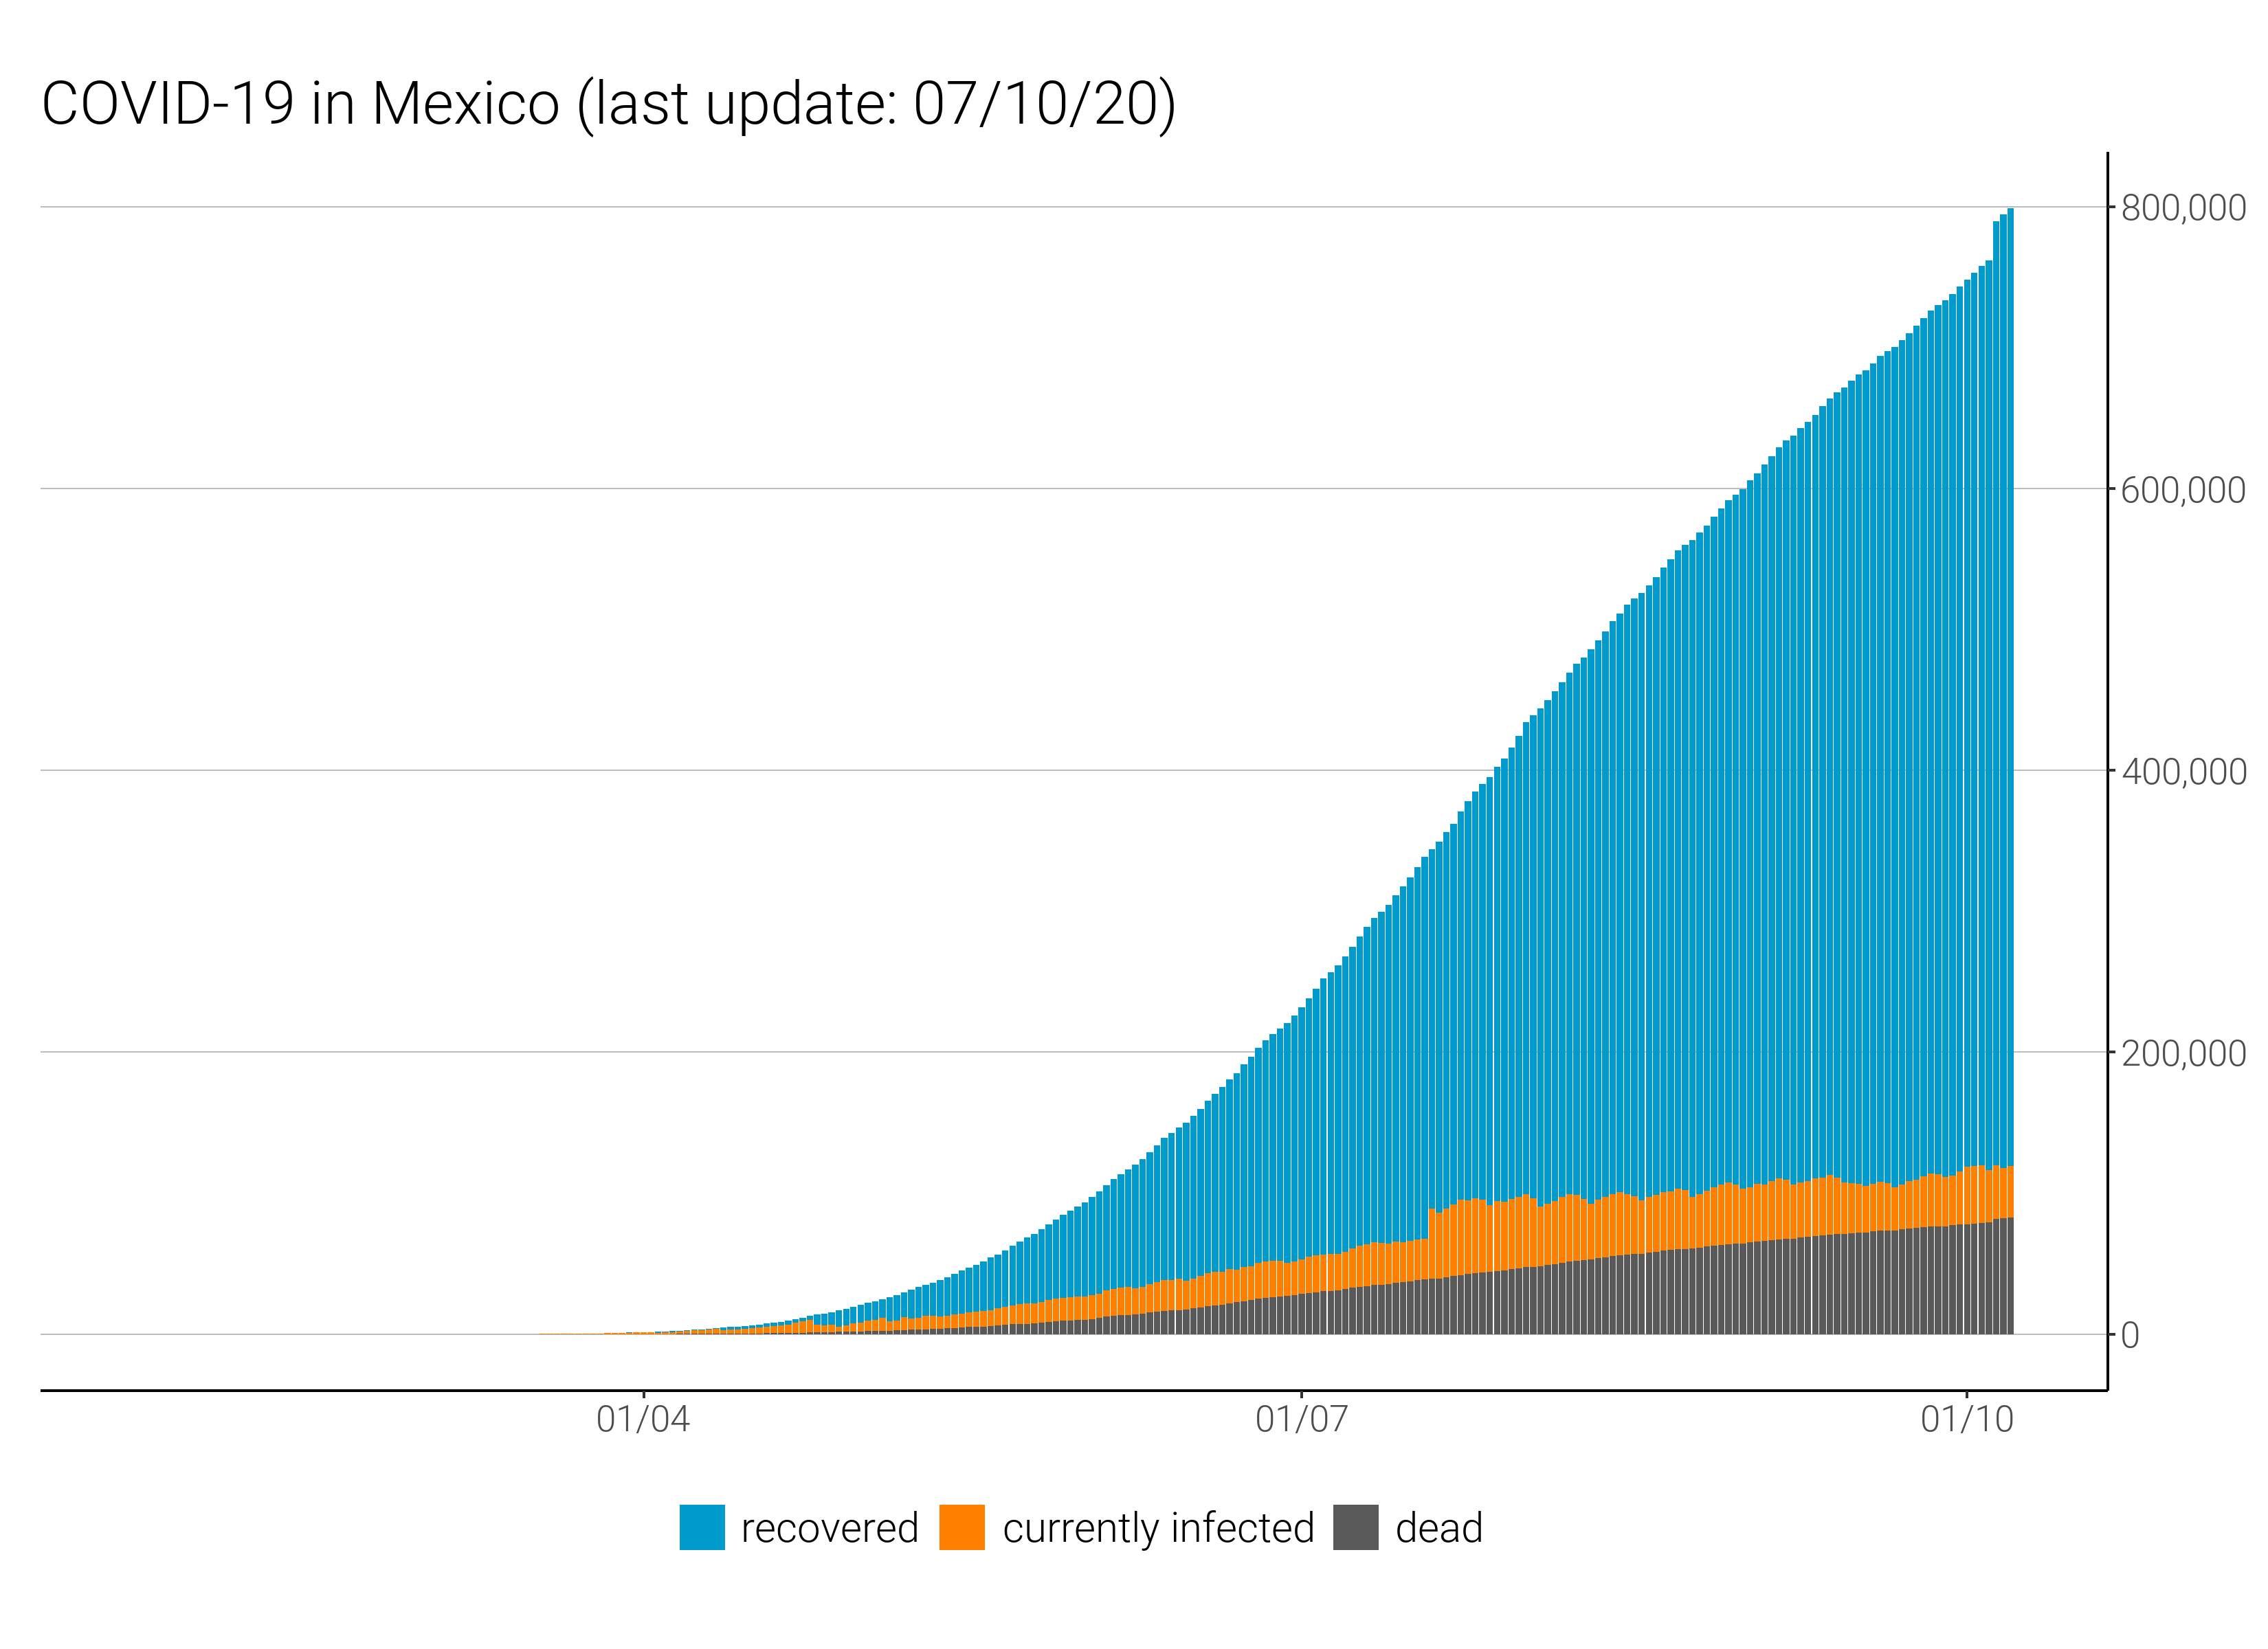 COVID-19 in Mexico (last update: 07/10/20)
800,000
600,000
400,000
200,000
0
01/04 01/07 01/10
recovered currently infected dead